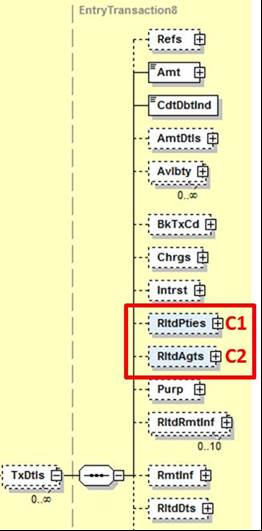 EntryTransaction8
Refs
Amt
CdtDbtInd
AmtDtls
Avlbty
0..∞
BkTxCd
Chrgs
Intrst
RltdPties C1
RltdAgts C2
Purp
RltdRmtInf
0..10
TxDtls
0..∞
RmtInf
RltdDts